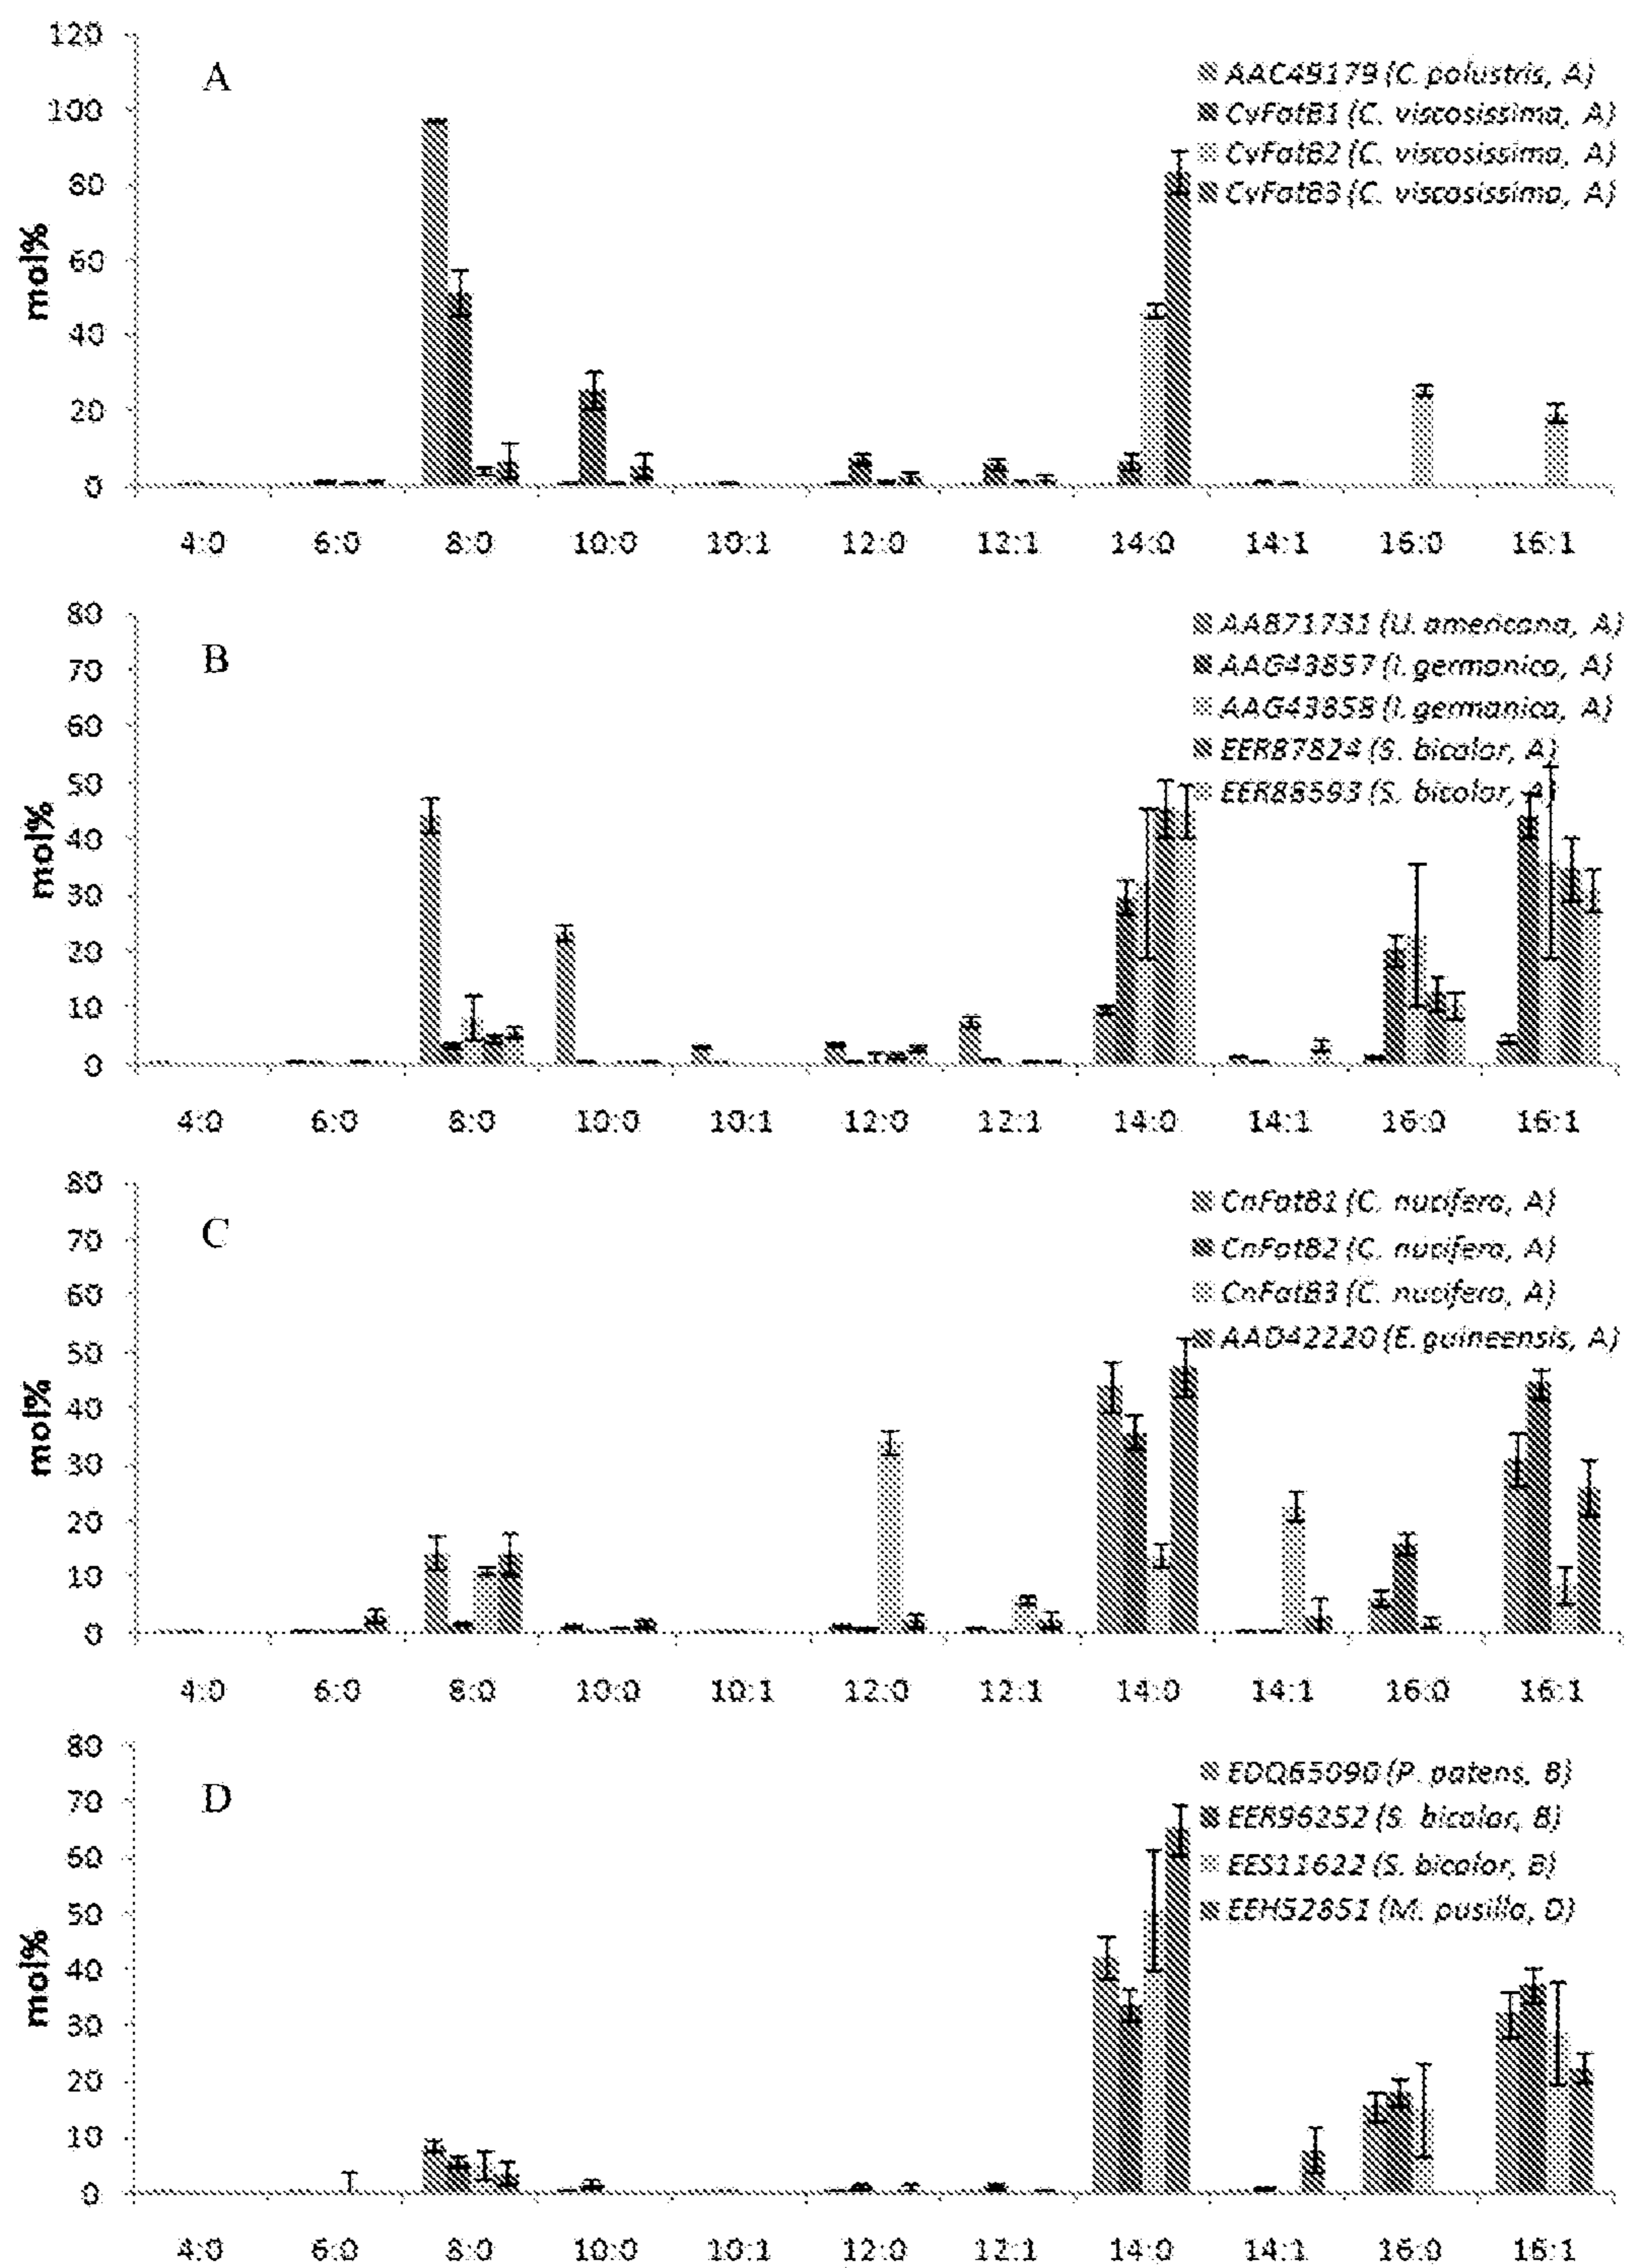 120
A
AAC49179 (C. palustris, A)
100
CvFatB1 (C. viscosissima, A)
CvFatB2 (C. viscosissima, A)
80
CvFatB3 (C. viscosissima, A)
mol%
60
40
20
0
4:0 6:0 8:0 10:0 10:1 12:0 12:1 14:0 14:1 16:0 16:1
80
AAB71731 (U. americana, A)
B
70
AAG43857 (I. germanica, A)
60
AAG43858 (I. germanica, A)
EER87824 (S. bicolor, A)
50
EER88593 (S. bicolor, A)
mol%
40
30
20
10
0
4:0 6:0 8:0 10:0 10:1 12:0 12:1 14:0 14:1 16:0 16:1
80
CnFatB1 (C. nucifera, A)
C
70
CnFatB2 (C. nucifera, A)
60
CnFatB3 (C. nucifera, A)
50
AAD42220 (E. guineensis, A)
mol%
40
30
20
10
0
4:0 6:0 8:0 10:0 10:1 12:0 12:1 14:0 14:1 16:0 16:1
80
EDQ65090 (P. patens, B)
D
70
EER96252 (S. bicolor, B)
60
EES11622 (S. bicolor, B)
50
EEH52851 (M. pusilla, D)
mol%
40
30
20
10
0
4:0 6:0 8:0 10:0 10:1 12:0 12:1 14:0 14:1 16:0 16:1